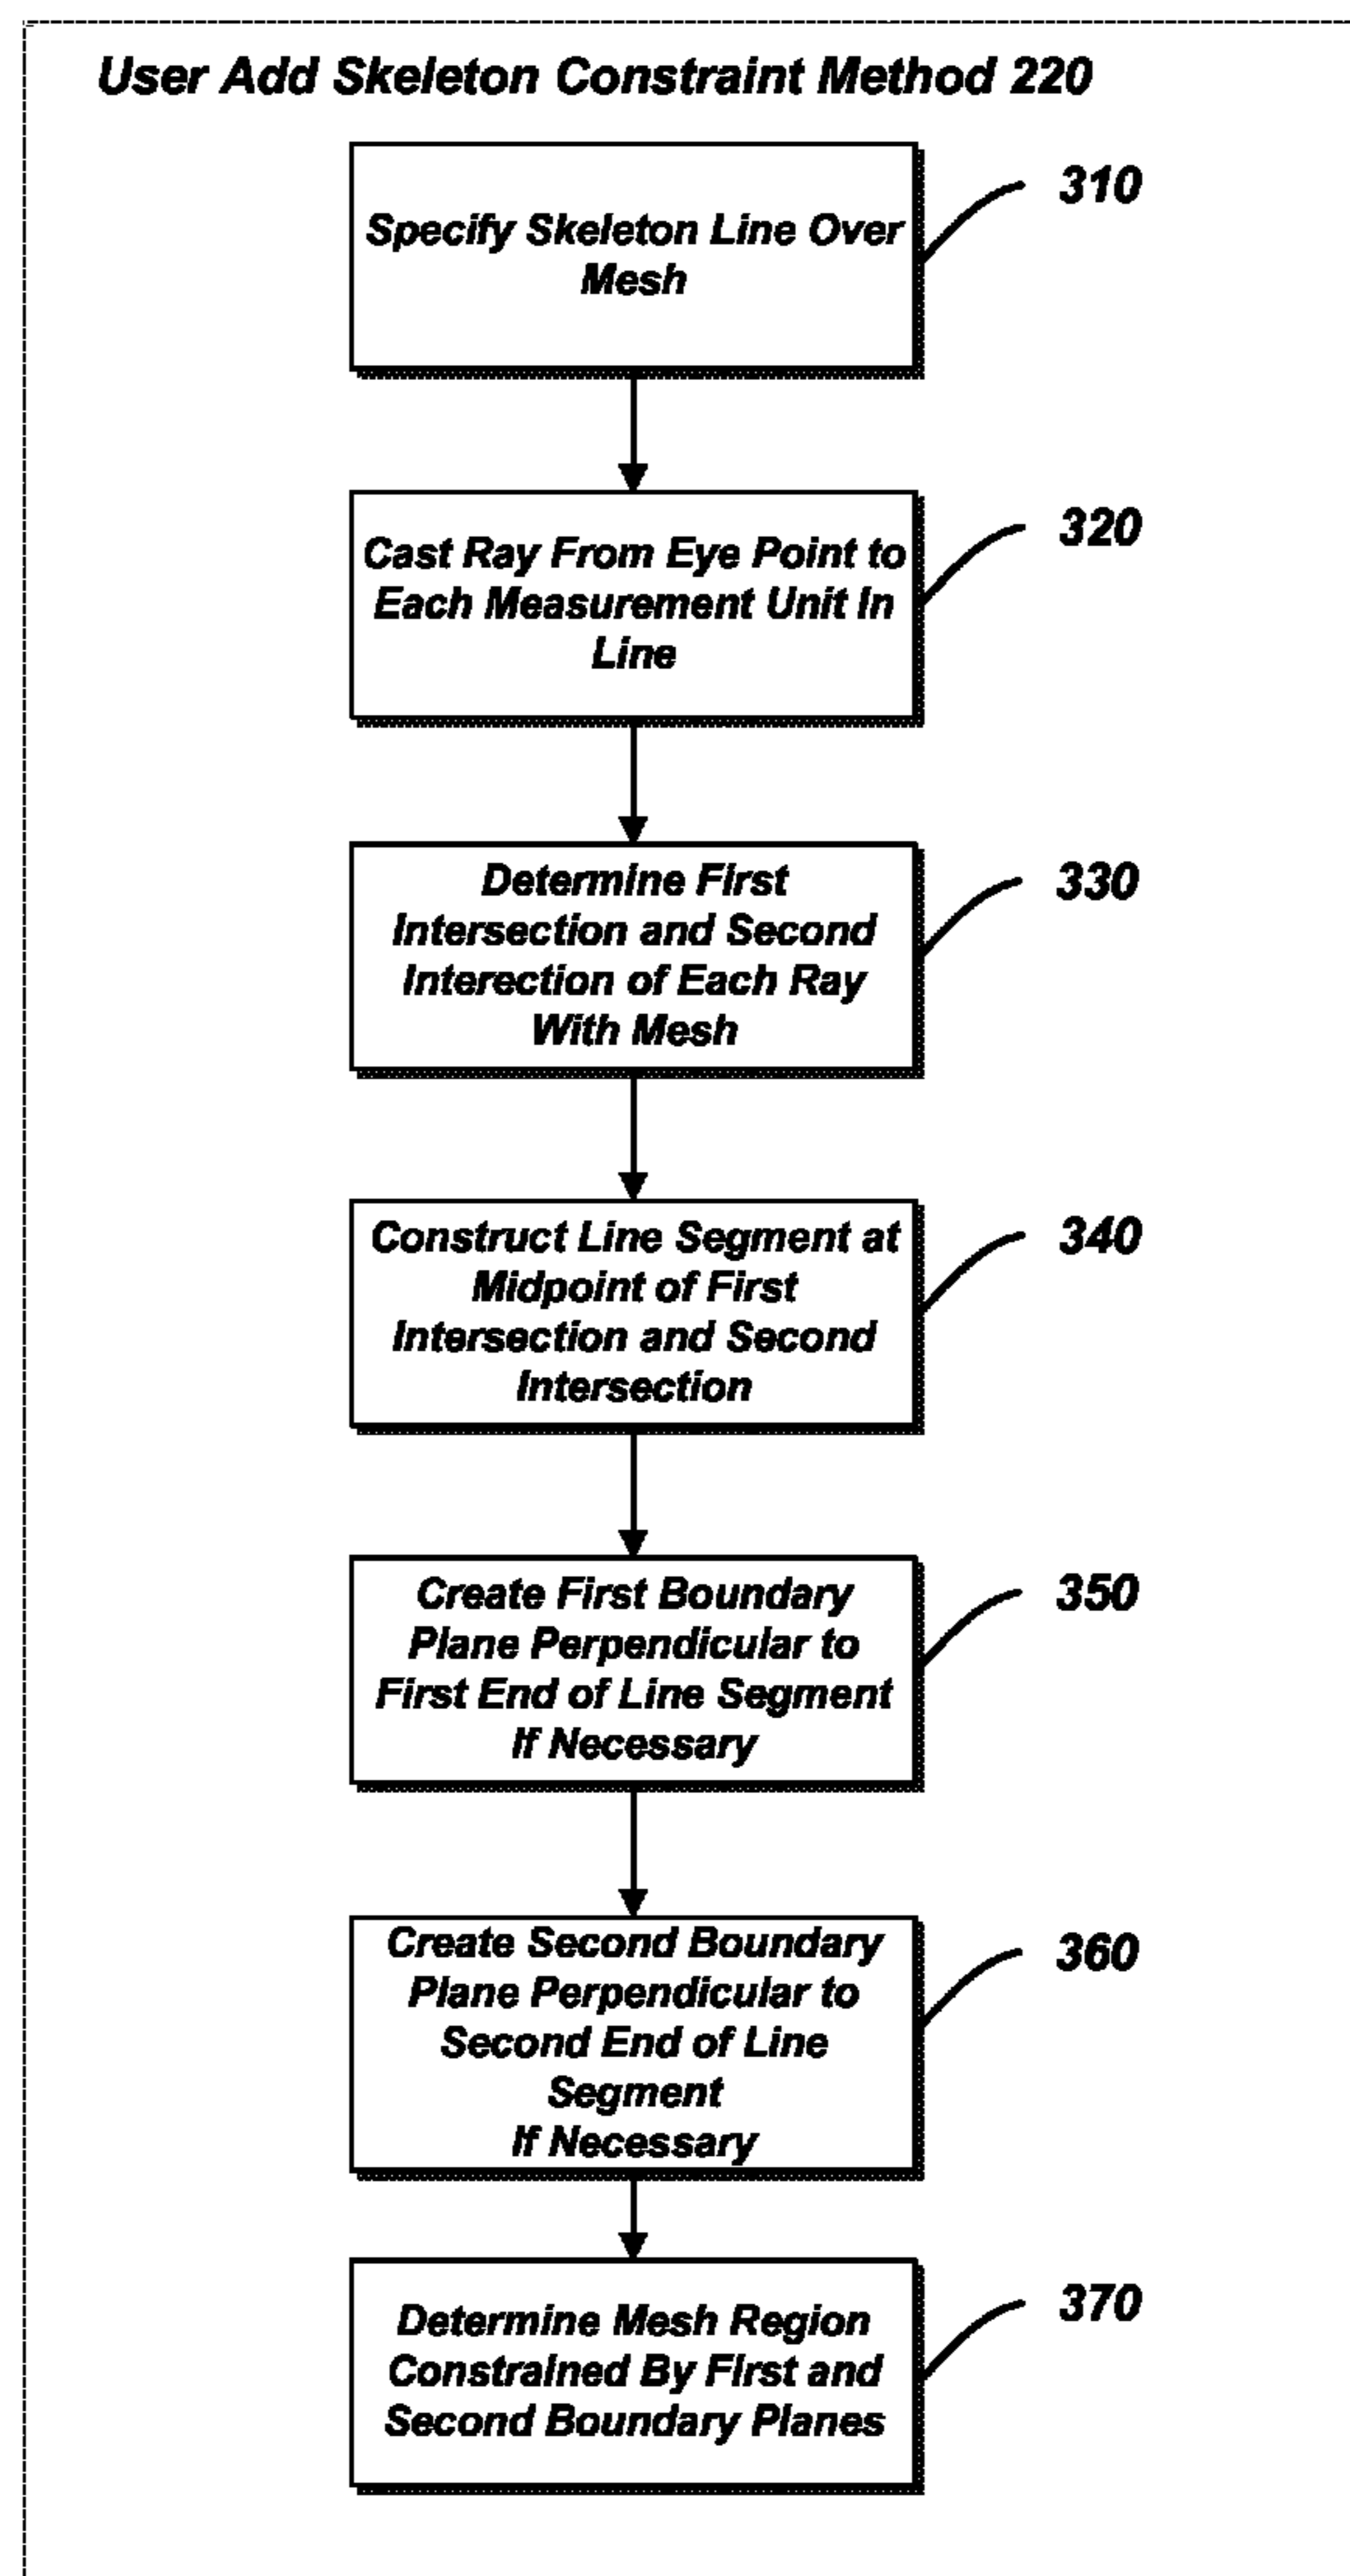 User Add Skeleton Constraint Method 220
Specify Skeleton Line Over
Mesh
310
Cast Ray From Eye Point to
Each Measurement Unit In
Line
320
Determine First
Intersection and Second
Interection of Each Ray
With Mesh
330
Construct Line Segment at
Midpoint of First
Intersection and Second
Intersection
340
Create First Boundary
Plane Perpendicular to
First End of Line Segment
If Necessary
350
Create Second Boundary
Plane Perpendicular to
Second End of Line
Segment
If Necessary
360
Determine Mesh Region
Constrained By First and
Second Boundary Planes
370